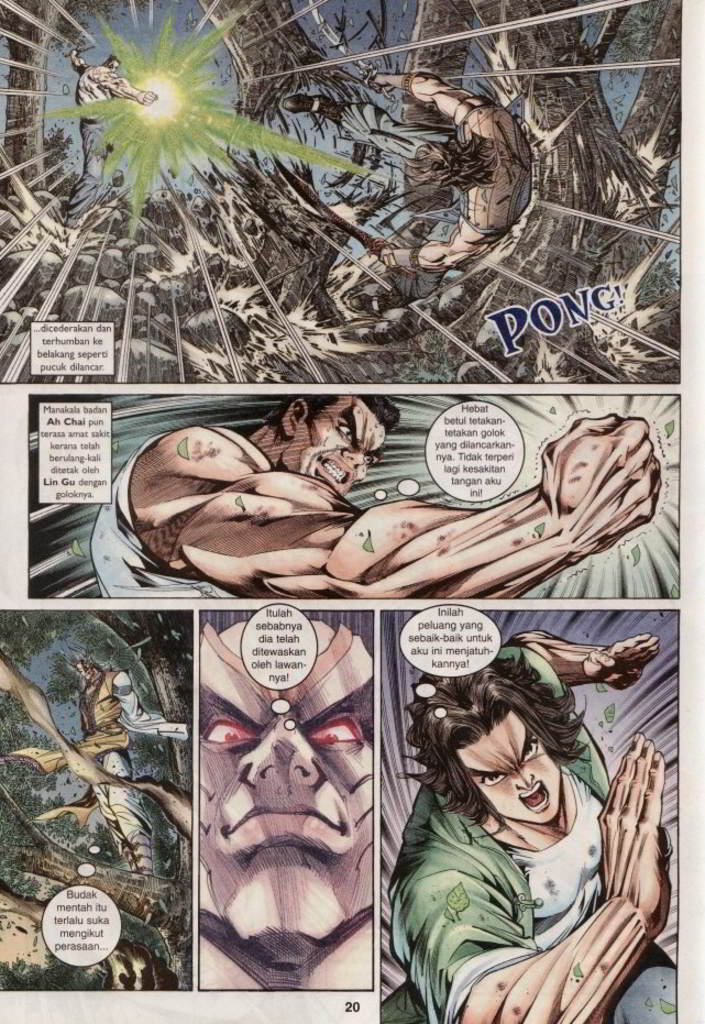 PONG!
...dicederakan dan
terhumban ke
belakang seperti
pucuk dilancar.
Manakala badan
Ah Chai pun
terasa amat sakit
kerana telah
berulang-kali
ditetak oleh
Lin Gu dengan
goloknya.
Hebat
betul tetakan-
tetakan golok
yang dilancarkan-
nya. Tidak terperi
lagi kesakitan
tangan aku
ini!
Budak
mentah itu
terlalu suka
mengikut
perasaan...
Itulah
sebabnya
dia telah
ditewaskan
oleh lawan-
nya!
Inilah
peluang yang
sebaik-baik untuk
aku ini menjatuh-
kannya!
20